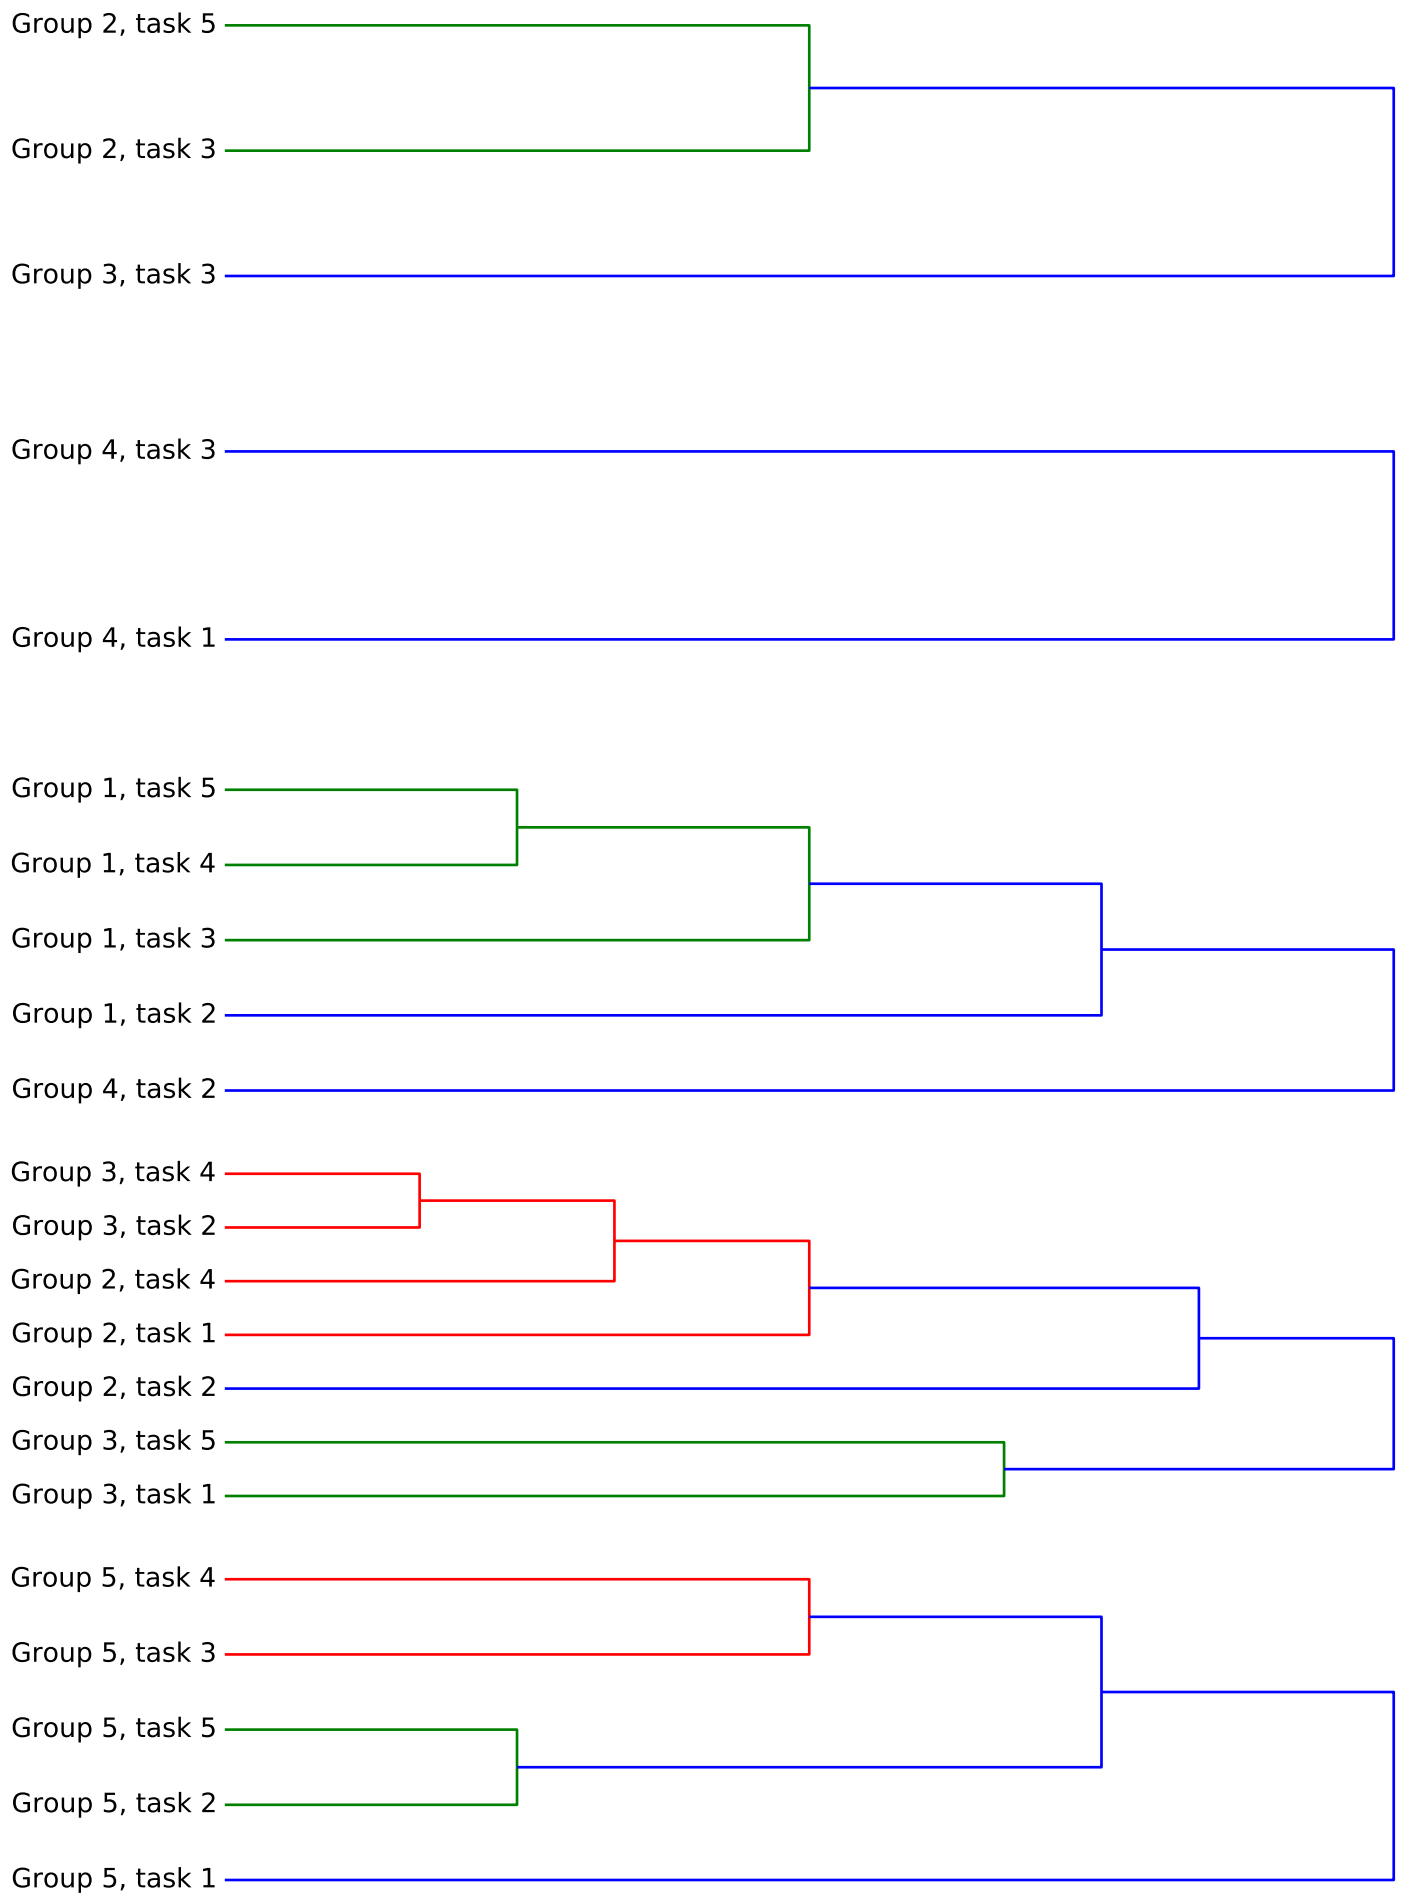 Group 2, task 5
Group 2, task 3
Group 3, task 3
Group 4, task 3
Group 4, task 1
Group 1, task 5
Group 1, task 4
Group 1, task 3
Group 1, task 2
Group 4, task 2
Group 3, task 4
Group 3, task 2
Group 2, task 4
Group 2, task 1
Group 2, task 2
Group 3, task 5
Group 3, task 1
Group 5, task 4
Group 5, task 3
Group 5, task 5
Group 5, task 2
Group 5, task 1